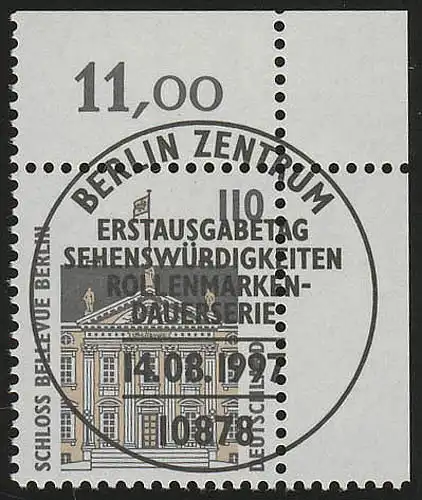 11,00
BERLIN ZENTRUM
110
ERSTAUSGABETAG
SEHENSWÜRDIGKEITEN
ROLLENMARKEN-
DAUERSERIE
14.08.1997
10878
SCHLOSS BELLEVUE BERLIN
DEUTSCHLAND